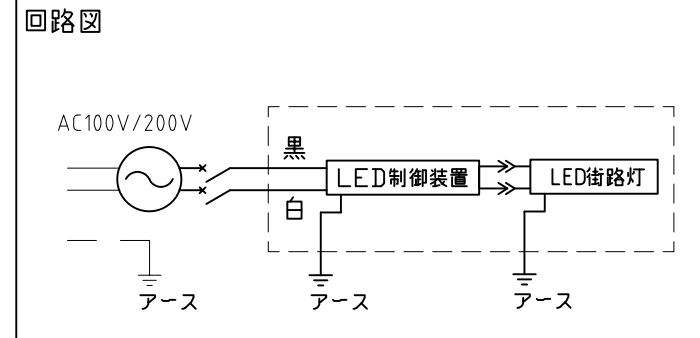 回路図
AC100V/200V
黒
LED制御装置
LED街路灯
白
アース
アース
アース